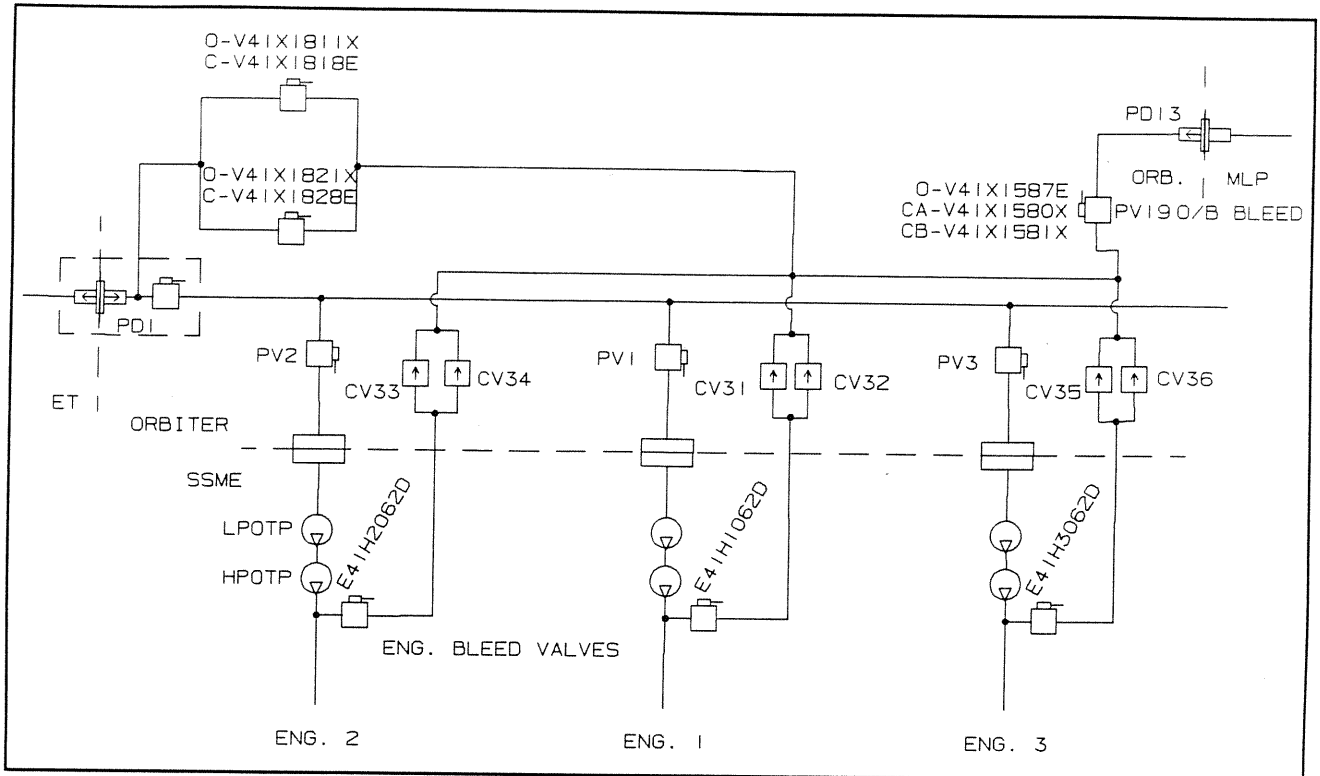 O-V41X1811X
C-V41X1818E
O-V41X1821X
C-V41X1828E
PD13
ORB. MLP
O-V41X1587E
CA-V41X1580X
CB-V41X1581X
PV19 O/B BLEED
PD1
PV2
CV33
CV34
PV1
CV31
CV32
PV3
CV35
CV36
ET
ORBITER
SSME
LPOTP
HPOTP
E41H2062D
E41H1062D
E41H3062D
ENG. BLEED VALVES
ENG. 2
ENG. 1
ENG. 3